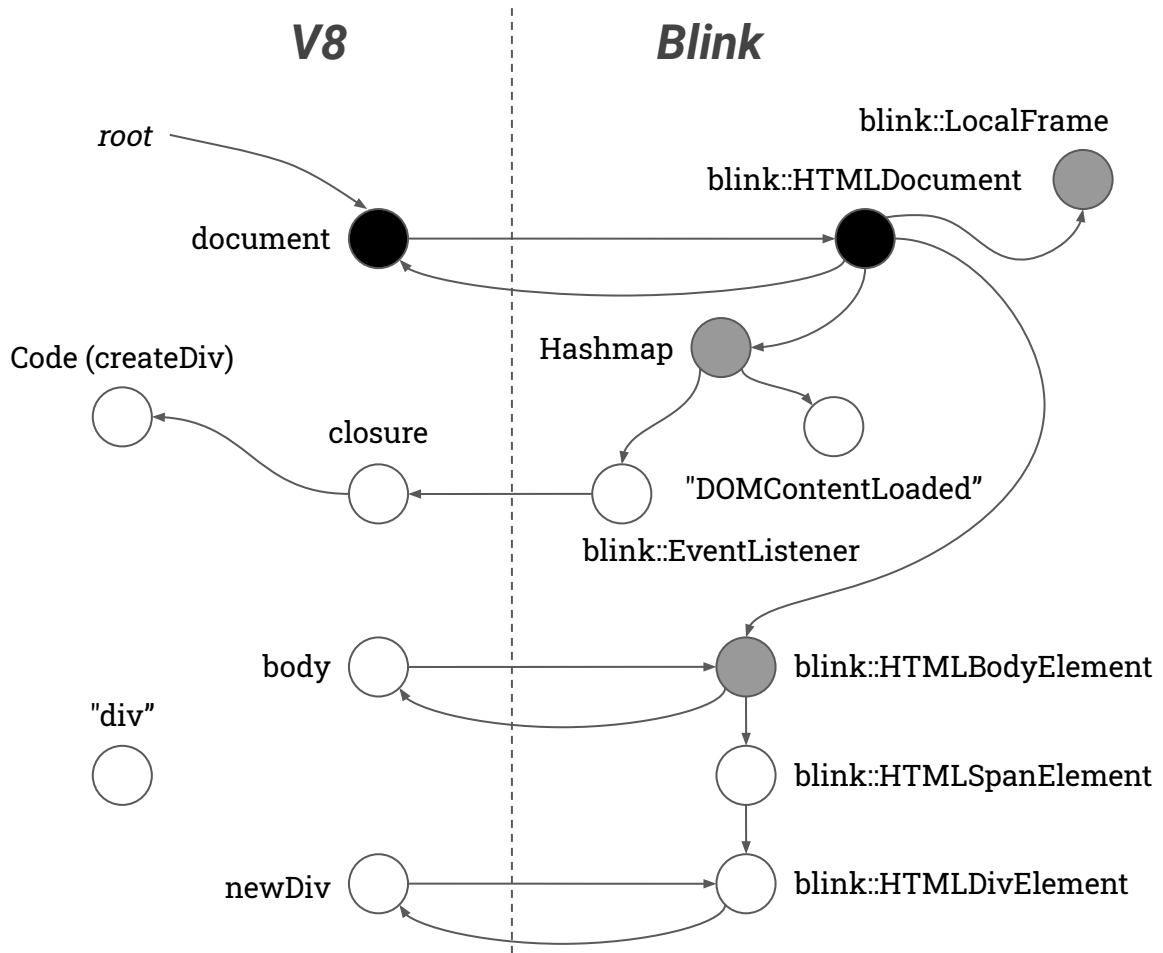 V8
Blink
blink::LocalFrame
root
blink::HTMLDocument
document
Hashmap
Code (createDiv)
closure
"DOMContentLoaded”
blink::EventListener
body
blink::HTMLBodyElement
"div”
blink::HTMLSpanElement
newDiv
blink::HTMLDivElement